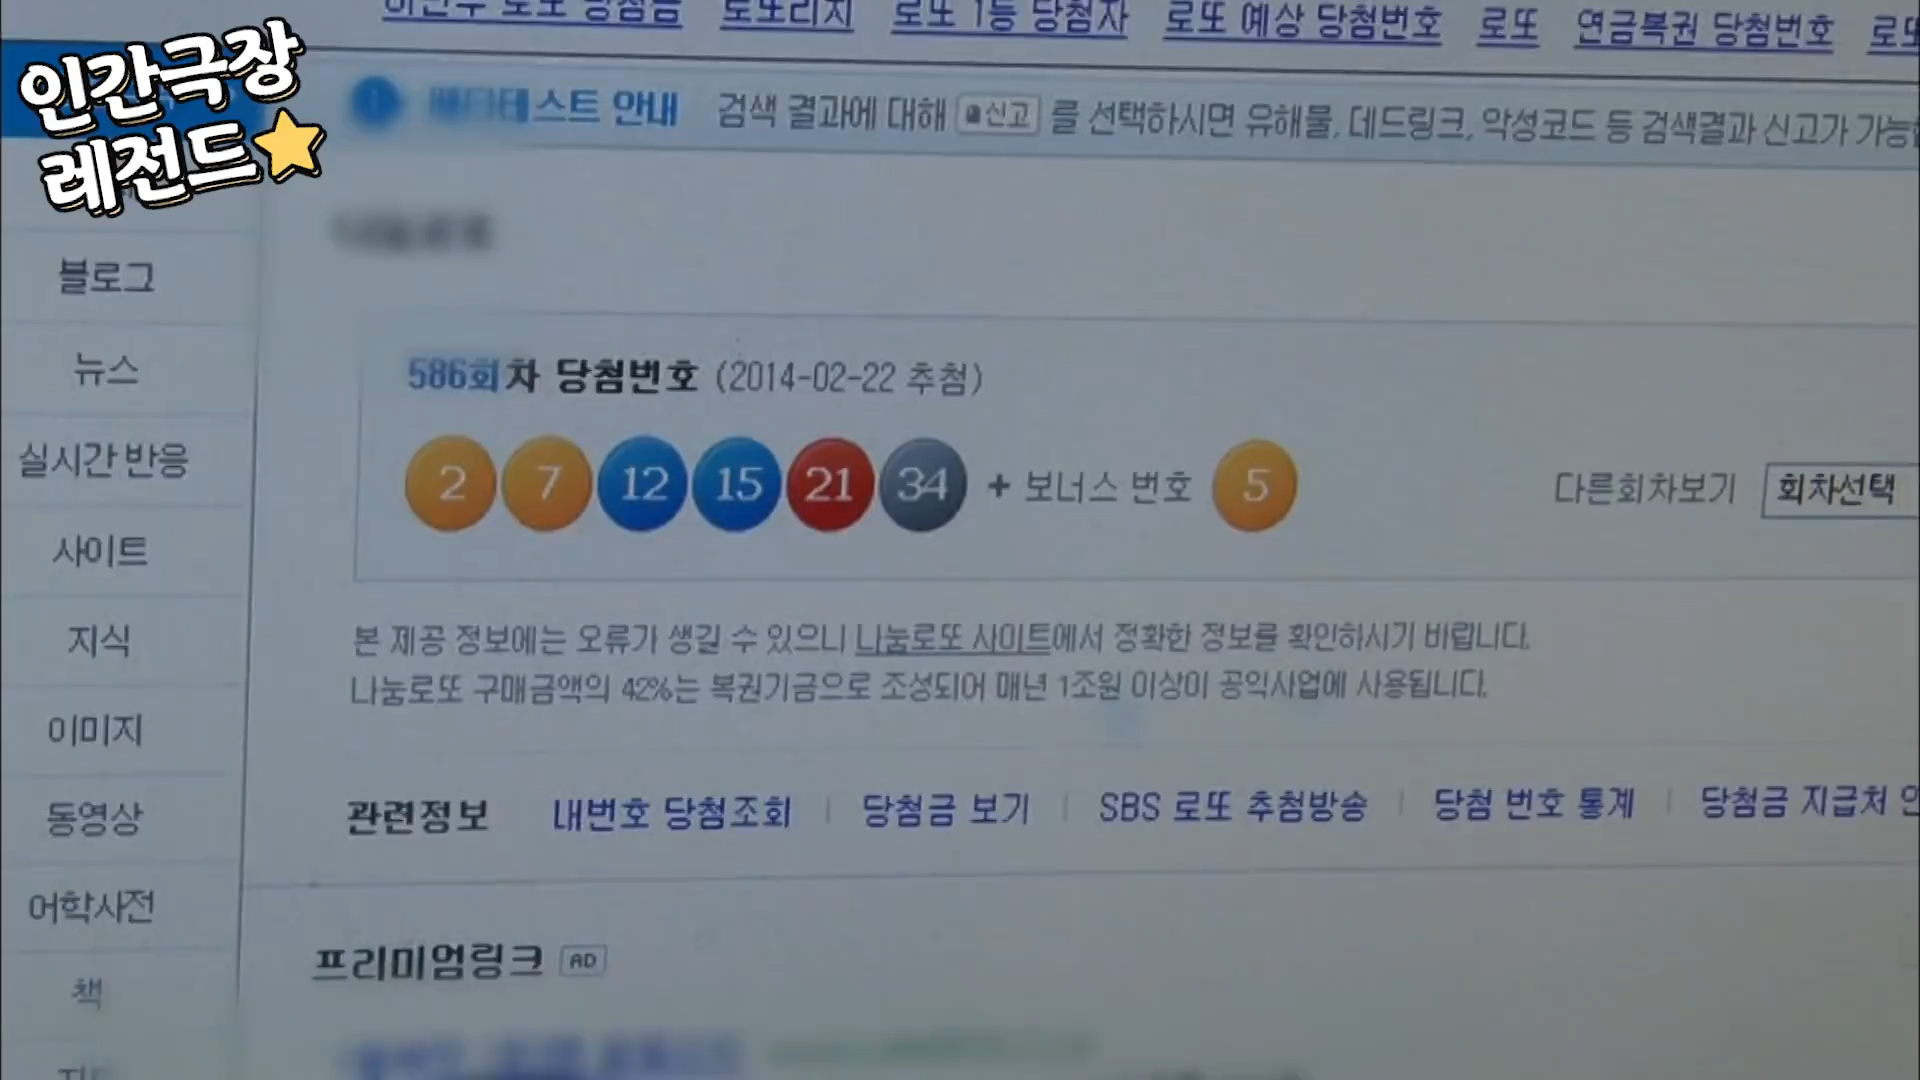 로또 당첨금 로또리치 로또 1등 당첨자 로또 예상 당첨번호 로또 연금복권 당첨번호
인간극장
레전드
안내 검색 결과에 대해 신고 를 선택하시면 유해물, 데드링크, 악성코드 등 검색결과 신고가
블로그
뉴스
실시간 반응
사이트
지식
이미지
동영상
어학사전
책
586회차 당첨번호 (2014-02-22 추첨)
2 7 12 15 21 34 + 보너스 번호 5
다른회차보기 회차선택
본 제공 정보에는 오류가 생길 수 있으니 나눔로또 사이트에서 정확한 정보를 확인하시기 바랍니다.
나눔로또 구매금액의 42%는 복권기금으로 조성되어 매년 1조원 이상이 공익사업에 사용됩니다.
관련정보 내번호 당첨조회 당첨금 보기 SBS 로또 추첨방송 당첨 번호 통계 당첨금 지급처
프리미엄링크 AD